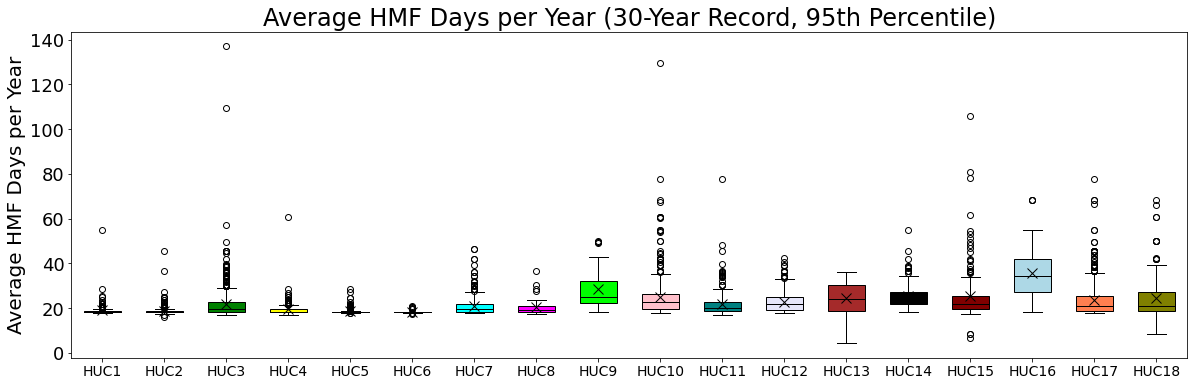 Average HMF Days per Year (30-Year Record, 95th Percentile)
Average HMF Days per Year
140
120
100
80
60
40
20
0
HUC1 HUC2 HUC3 HUC4 HUC5 HUC6 HUC7 HUC8 HUC9 HUC10 HUC11 HUC12 HUC13 HUC14 HUC15 HUC16 HUC17 HUC18